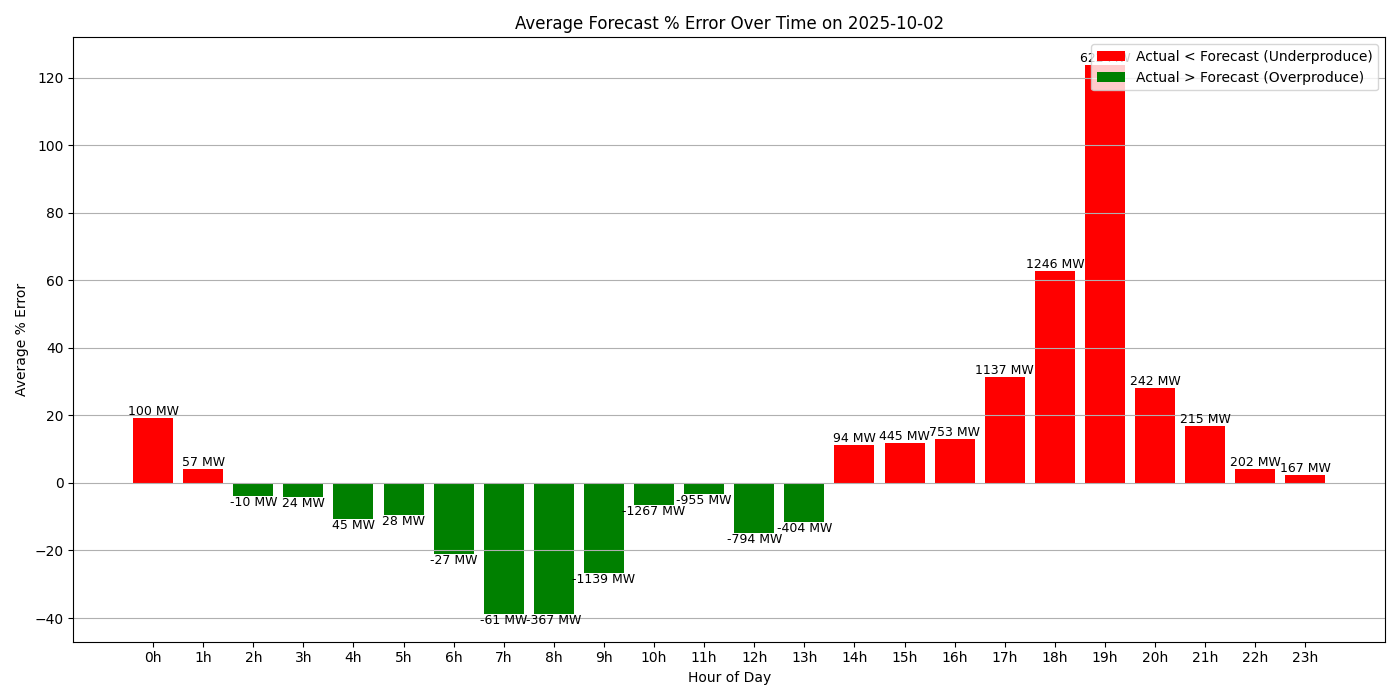 Average Forecast % Error Over Time on 2025-10-02
Actual < Forecast (Underproduce)
Actual > Forecast (Overproduce)
Average % Error
120
100
80
60
40
20
0
−20
−40
100 MW
57 MW
-10 MW
24 MW
45 MW
28 MW
-27 MW
-61 MW
-367 MW
-1139 MW
-1267 MW
-955 MW
-794 MW
-404 MW
94 MW
445 MW
753 MW
1137 MW
1246 MW
242 MW
215 MW
202 MW
167 MW
0h 1h 2h 3h 4h 5h 6h 7h 8h 9h 10h 11h 12h 13h 14h 15h 16h 17h 18h 19h 20h 21h 22h 23h
Hour of Day